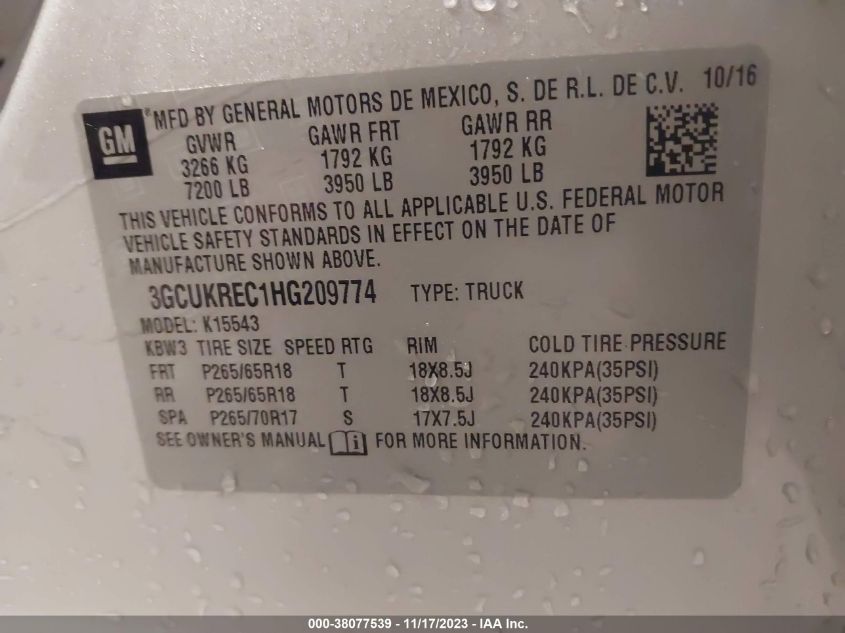 GM ®MFD BY GENERAL MOTORS DE MEXICO, S. DE R.L. DE C.V. 10/16
GVWR GAWR FRT GAWR RR
3266 KG 1792 KG 1792 KG
7200 LB 3950 LB 3950 LB
THIS VEHICLE CONFORMS TO ALL APPLICABLE U.S. FEDERAL MOTOR
VEHICLE SAFETY STANDARDS IN EFFECT ON THE DATE OF
MANUFACTURE SHOWN ABOVE.
3GCUKREC1HG209774 TYPE: TRUCK
MODEL: K15543
KBW3 TIRE SIZE SPEED RTG RIM COLD TIRE PRESSURE
FRT P265/65R18 T 18X8.5J 240KPA(35PSI)
RR P265/65R18 T 18X8.5J 240KPA(35PSI)
SPA P265/70R17 S 17X7.5J 240KPA(35PSI)
SEE OWNER'S MANUAL FOR MORE INFORMATION.
000-38077539 - 11/17/2023 - IAA Inc.